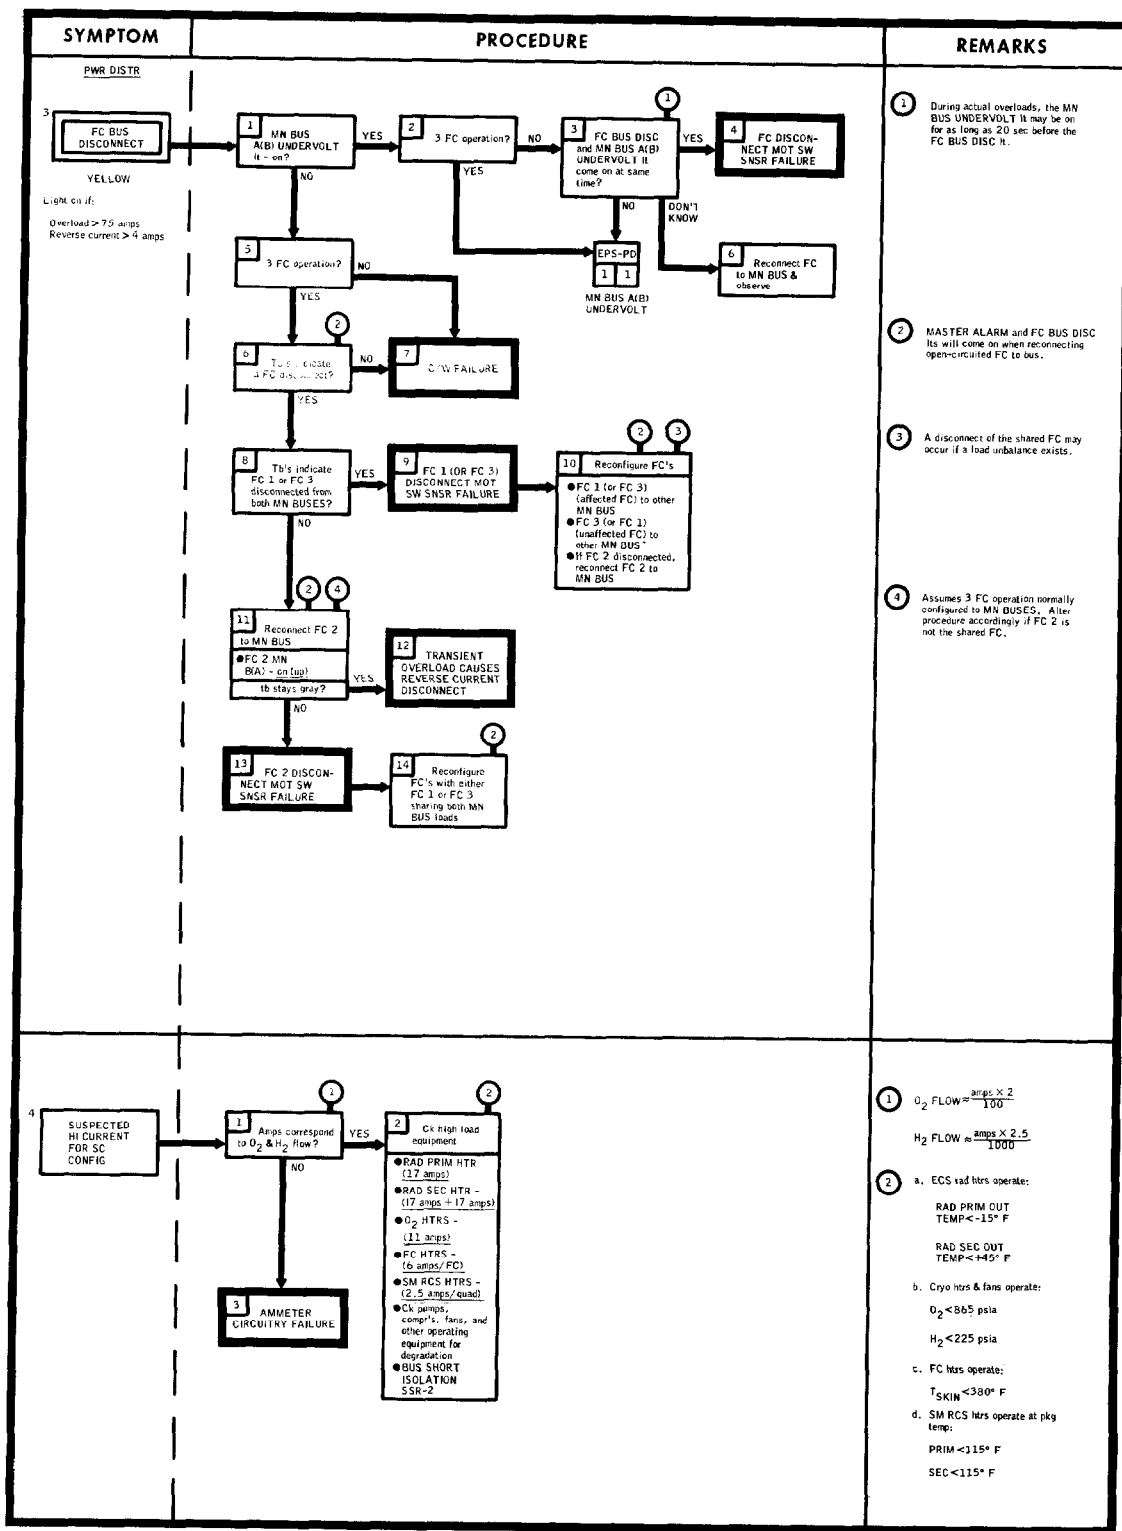 SYMPTOM
PROCEDURE
REMARKS
PWR DISTR
3
FC BUS
DISCONNECT
YELLOW
Light on if:
Overload > 75 amps
Reverse current > 4 amps
1
MN BUS
A(B) UNDERVOLT
lt - on?
YES
NO
2
3 FC operation?
NO
YES
1
3
FC BUS DISC
and MN BUS A(B)
UNDERVOLT lt
come on at same
time?
YES
NO
DON'T
KNOW
4
FC DISCON-
NECT MOT SW
SNSR FAILURE
EPS-PD
1 1
MN BUS A(B)
UNDERVOLT
6
Reconnect FC
to MN BUS &
observe
5
3 FC operation?
NO
YES
2
6
indicate
FC
NO
YES
7
C/W FAILURE
8
Tb's indicate
FC 1 or FC 3
disconnected from
both MN BUSES?
YES
NO
9
FC 1 (OR FC 3)
DISCONNECT MOT
SW SNSR FAILURE
2
3
10
Reconfigure FC's
●FC 1 (or FC 3)
(affected FC) to other
MN BUS
●FC 3 (or FC 1)
(unaffected FC) to
other MN BUS
●If FC 2 disconnected,
reconnect FC 2 to
MN BUS
2
4
11
Reconnect FC 2
to MN BUS
●FC 2 MN
B(A) - on (up)
tb stays gray?
YES
NO
12
TRANSIENT
OVERLOAD CAUSES
REVERSE CURRENT
DISCONNECT
13
FC 2 DISCON-
NECT MOT SW
SNSR FAILURE
2
14
Reconfigure
FC's with either
FC 1 or FC 3
sharing both MN
BUS loads
1
During actual overloads, the MN
BUS UNDERVOLT lt may be on
for as long as 20 sec before the
FC BUS DISC lt.
2
MASTER ALARM and FC BUS DISC
lts will come on when reconnecting
open-circuited FC to bus.
3
A disconnect of the shared FC may
occur if a load unbalance exists.
4
Assumes 3 FC operation normally
configured to MN BUSES. Alter
procedure accordingly if FC 2 is
not the shared FC.
4
SUSPECTED
HI CURRENT
FOR SC
CONFIG
1
1
Amps correspond
to O2 & H2 flow?
YES
NO
2
2
Ck high load
equipment
●RAD PRIM HTR
(17 amps)
●RAD SEC HTR -
(17 amps + 17 amps)
●O2 HTRS -
(11 amps)
●FC HTRS -
(6 amps/FC)
●SM RCS HTRS -
(2.5 amps/quad)
●Ck pumps,
compr's, fans, and
other operating
equipment for
degradation
●BUS SHORT
ISOLATION
SSR-2
3
AMMETER
CIRCUITRY FAILURE
1
O2 FLOW ≈ amps × 2
100
H2 FLOW ≈ amps × 2.5
1000
2
a. ECS rad htrs operate:
RAD PRIM OUT
TEMP<-15° F
RAD SEC OUT
TEMP<+45° F
b. Cryo htrs & fans operate:
O2<865 psia
H2<225 psia
c. FC htrs operate:
TSKIN<380° F
d. SM RCS htrs operate at pkg
temp:
PRIM<115° F
SEC<115° F